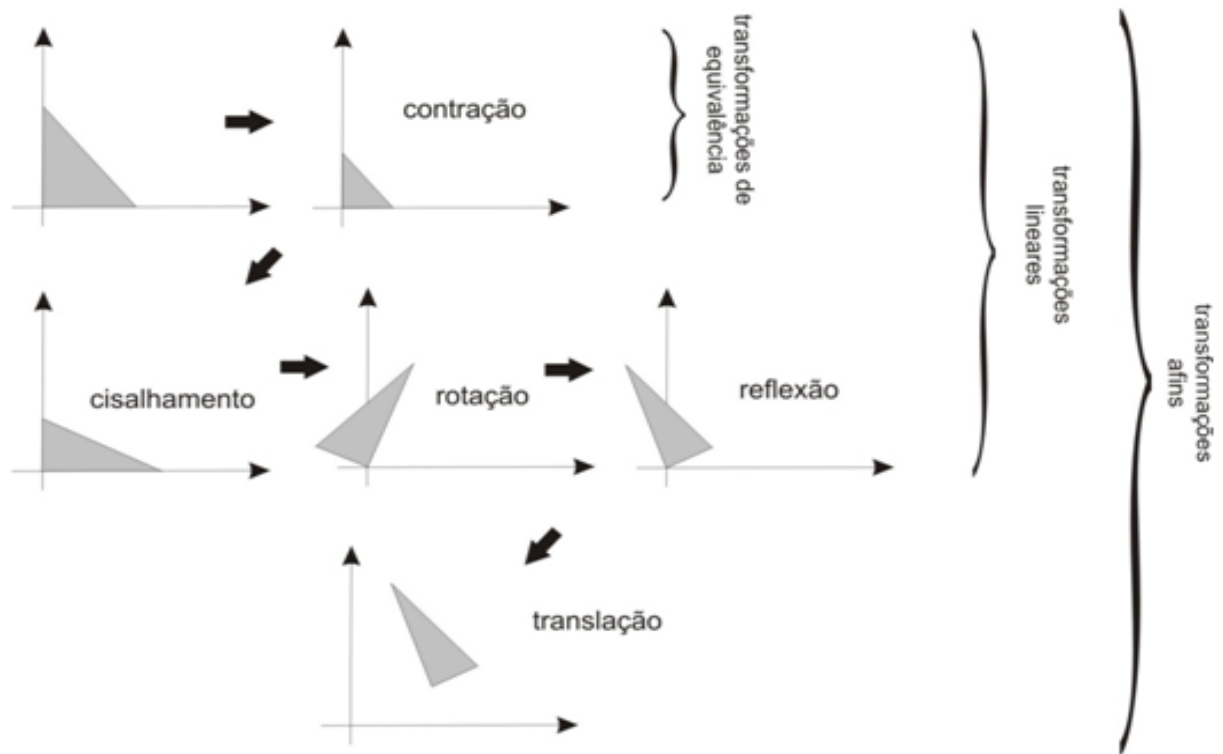 contração
transformações de
equivalência
cisalhamento
rotação
reflexão
transformações
lineares
translação
transformações
afins